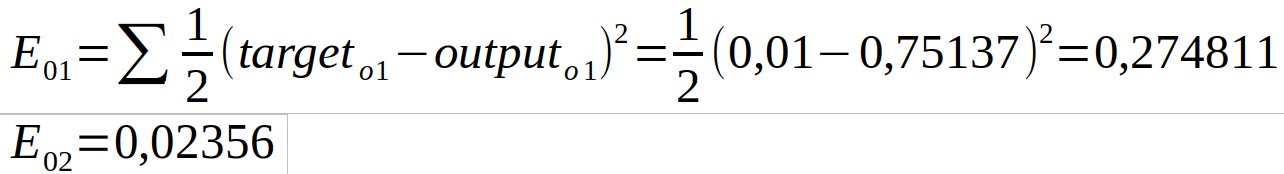 E₀₁ = ∑ 1/2 (target ₒ₁ − output ₒ ₁)² = 1/2 (0,01 − 0,75137)² = 0,274811
E₀₂ = 0,02356